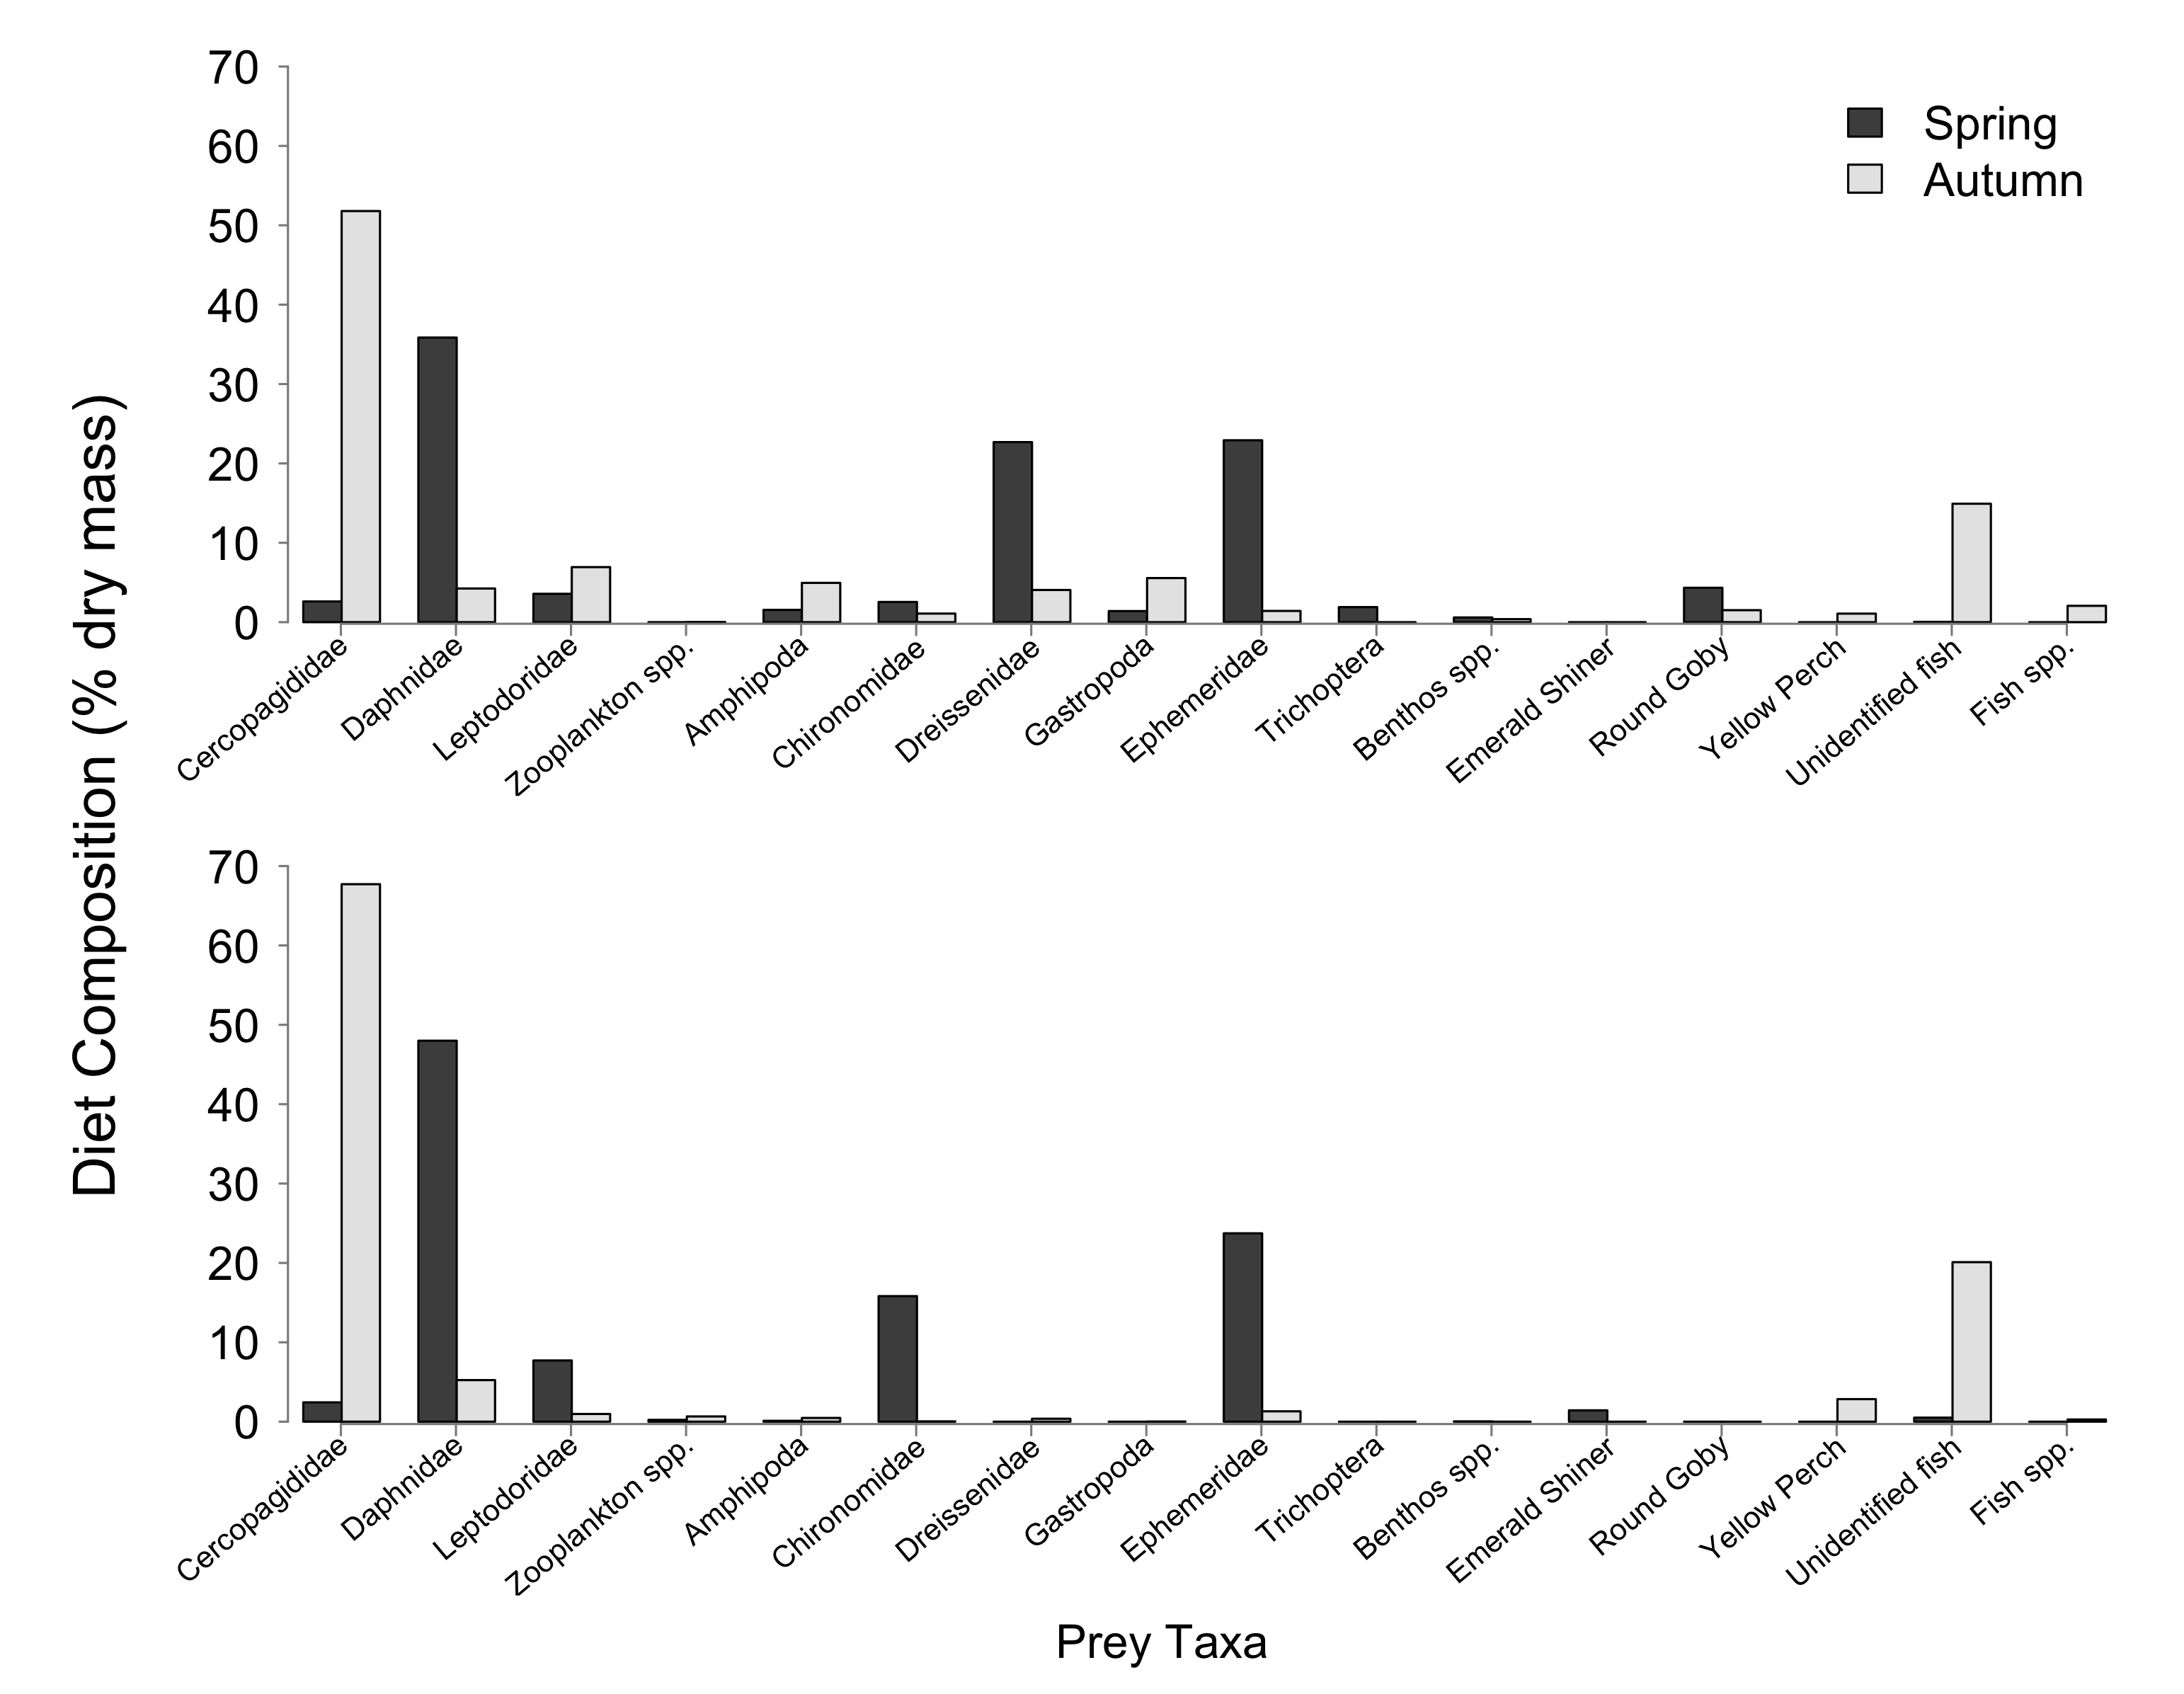 70
60
50
40
30
20
10
0
Spring
Autumn
Cercopagididae
Daphnidae
Leptodoridae
Zooplankton spp.
Amphipoda
Chironomidae
Dreissenidae
Gastropoda
Ephemeridae
Trichoptera
Benthos spp.
Emerald Shiner
Round Goby
Yellow Perch
Unidentified fish
Fish spp.
Diet Composition (% dry mass)
70
60
50
40
30
20
10
0
Cercopagididae
Daphnidae
Leptodoridae
Zooplankton spp.
Amphipoda
Chironomidae
Dreissenidae
Gastropoda
Ephemeridae
Trichoptera
Benthos spp.
Emerald Shiner
Round Goby
Yellow Perch
Unidentified fish
Fish spp.
Prey Taxa